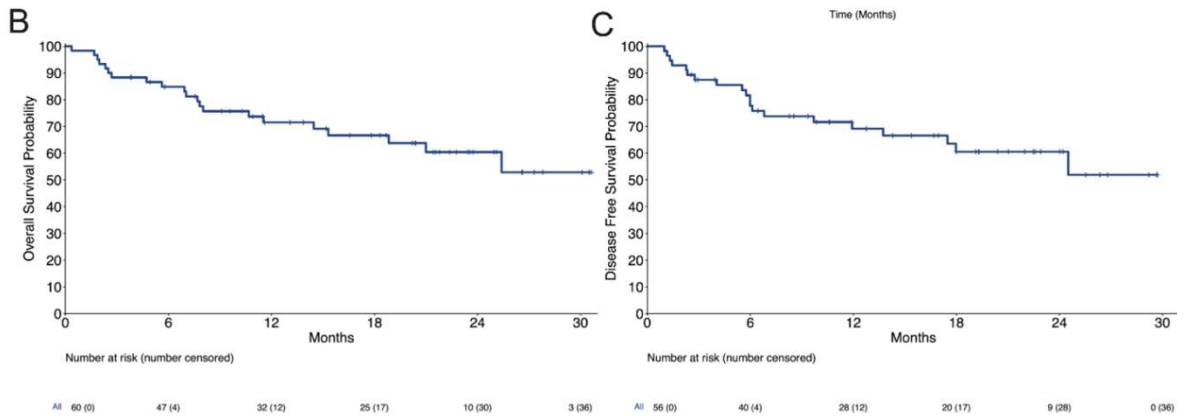 B
Overall Survival Probability
100
90
80
70
60
50
40
30
20
10
0
0 6 12 18 24 30
Months
Number at risk (number censored)
All 60 (0) 47 (4) 32 (12) 25 (17) 10 (30) 3 (36)
Time (Months)
C
Disease Free Survival Probability
100
90
80
70
60
50
40
30
20
10
0
0 6 12 18 24 30
Months
Number at risk (number censored)
All 56 (0) 40 (4) 28 (12) 20 (17) 9 (28) 0 (36)